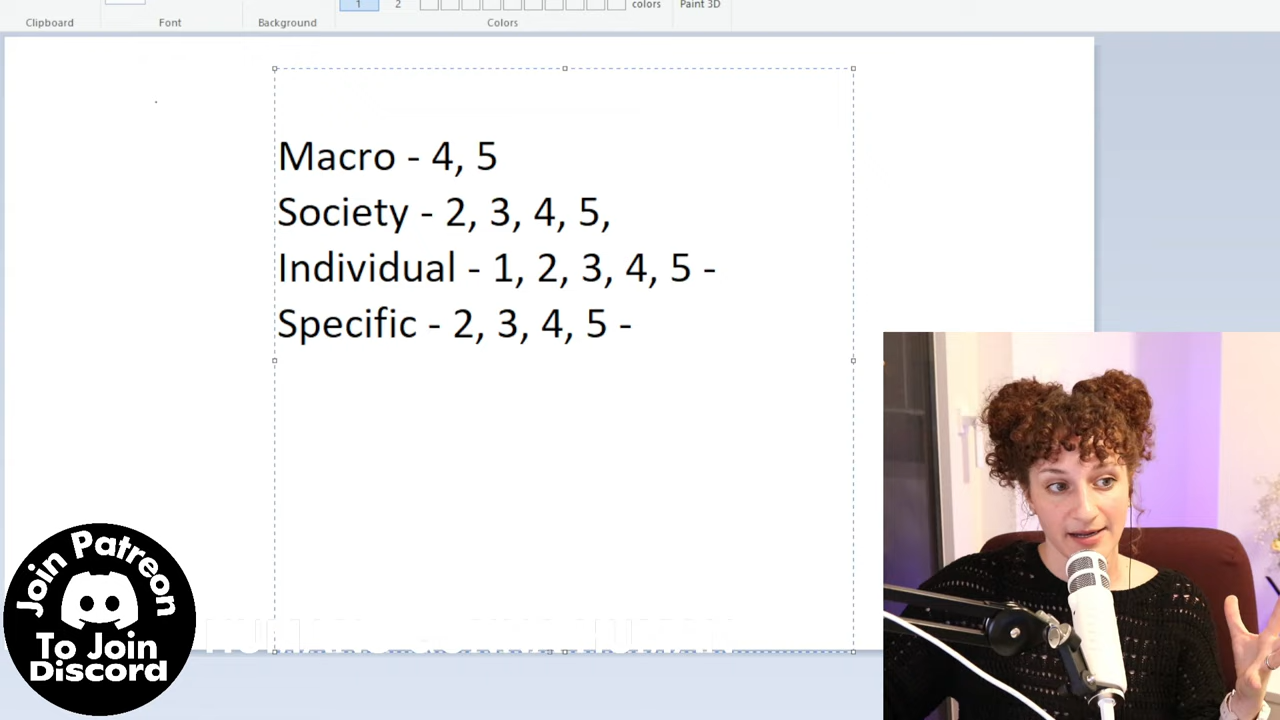 1 2 colors Paint 3D
Clipboard Font Background Colors
Macro - 4, 5
Society - 2, 3, 4, 5,
Individual - 1, 2, 3, 4, 5 -
Specific - 2, 3, 4, 5 -
Join Patreon
To Join
Discord